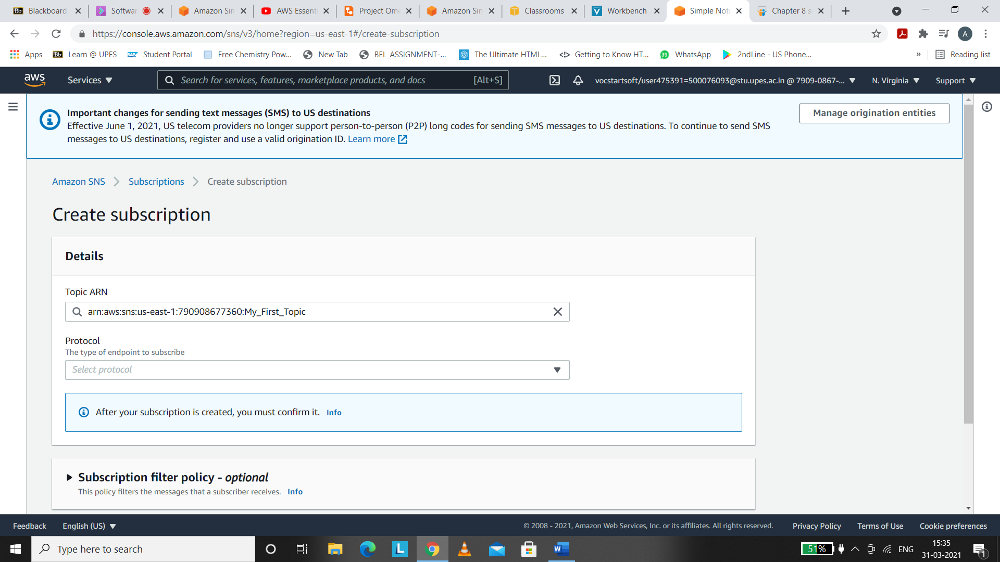 Blackboard
Softwar
Amazon Sim
AWS Essent
Project Ome
Amazon Sim
Classrooms
Workbench
Simple Noti
Chapter 8 s
https://console.aws.amazon.com/sns/v3/home?region=us-east-1#/create-subscription
A
Apps
Bb Learn @ UPES
SAP Student Portal
Free Chemistry Pow...
New Tab
BEL_ASSIGNMENT-...
The Ultimate HTML...
Getting to Know HT...
39 WhatsApp
2ndLine - US Phone...
»
Reading list
aws
Services
Search for services, features, marketplace products, and docs [Alt+S]
vocstartsoft/user475391=500076093@stu.upes.ac.in @ 7909-0867-...
N. Virginia
Support
Important changes for sending text messages (SMS) to US destinations
Effective June 1, 2021, US telecom providers no longer support person-to-person (P2P) long codes for sending SMS messages to US destinations. To continue to send SMS
messages to US destinations, register and use a valid origination ID. Learn more
Manage origination entities
Amazon SNS
Subscriptions
Create subscription
Create subscription
Details
Topic ARN
arn:aws:sns:us-east-1:790908677360:My_First_Topic
Protocol
The type of endpoint to subscribe
Select protocol
After your subscription is created, you must confirm it. Info
Subscription filter policy - optional
This policy filters the messages that a subscriber receives. Info
Feedback
English (US)
© 2008 - 2021, Amazon Web Services, Inc. or its affiliates. All rights reserved.
Privacy Policy
Terms of Use
Cookie preferences
Type here to search
51%
ENG
15:35
31-03-2021
1